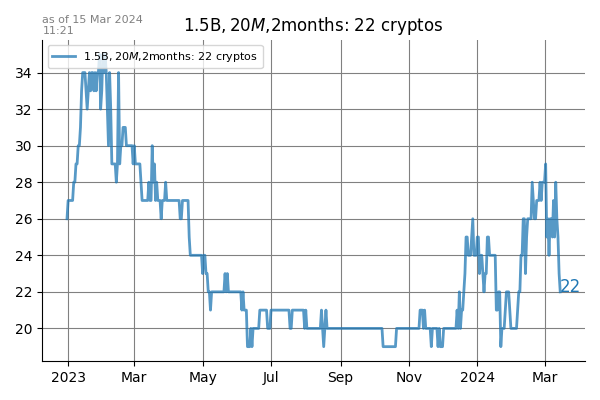 as of 15 Mar 2024
11:21
1.5B, 20M,2months: 22 cryptos
1.5B, 20M,2months: 22 cryptos
34
32
30
28
26
24
22
20
22
2023
Mar
May
Jul
Sep
Nov
2024
Mar